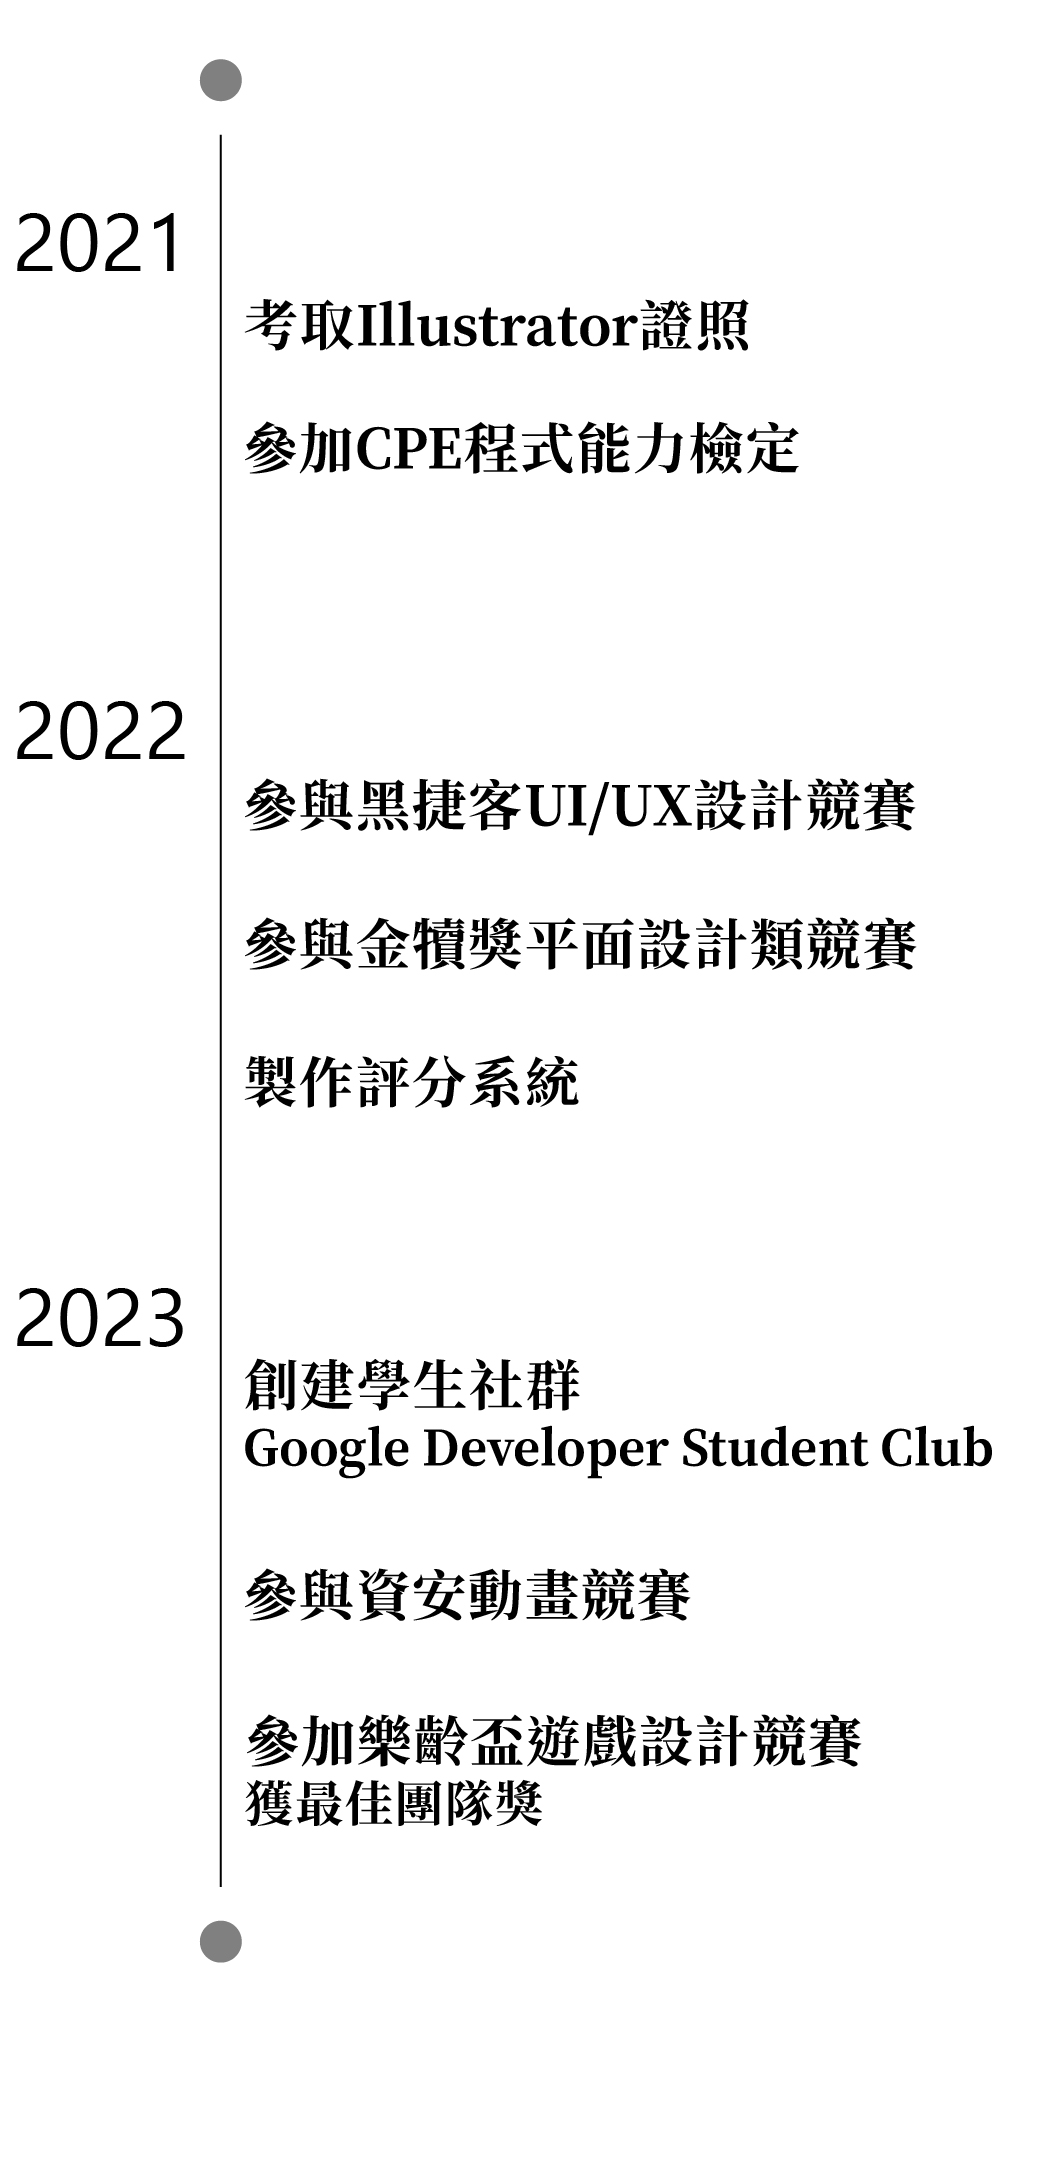 2021
考取Illustrator證照
參加CPE程式能力檢定
2022
參與黑捷客UI/UX設計競賽
參與金犢獎平面設計類競賽
製作評分系統
2023
創建學生社群
Google Developer Student Club
參與資安動畫競賽
參加樂齡盃遊戲設計競賽
獲最佳團隊獎